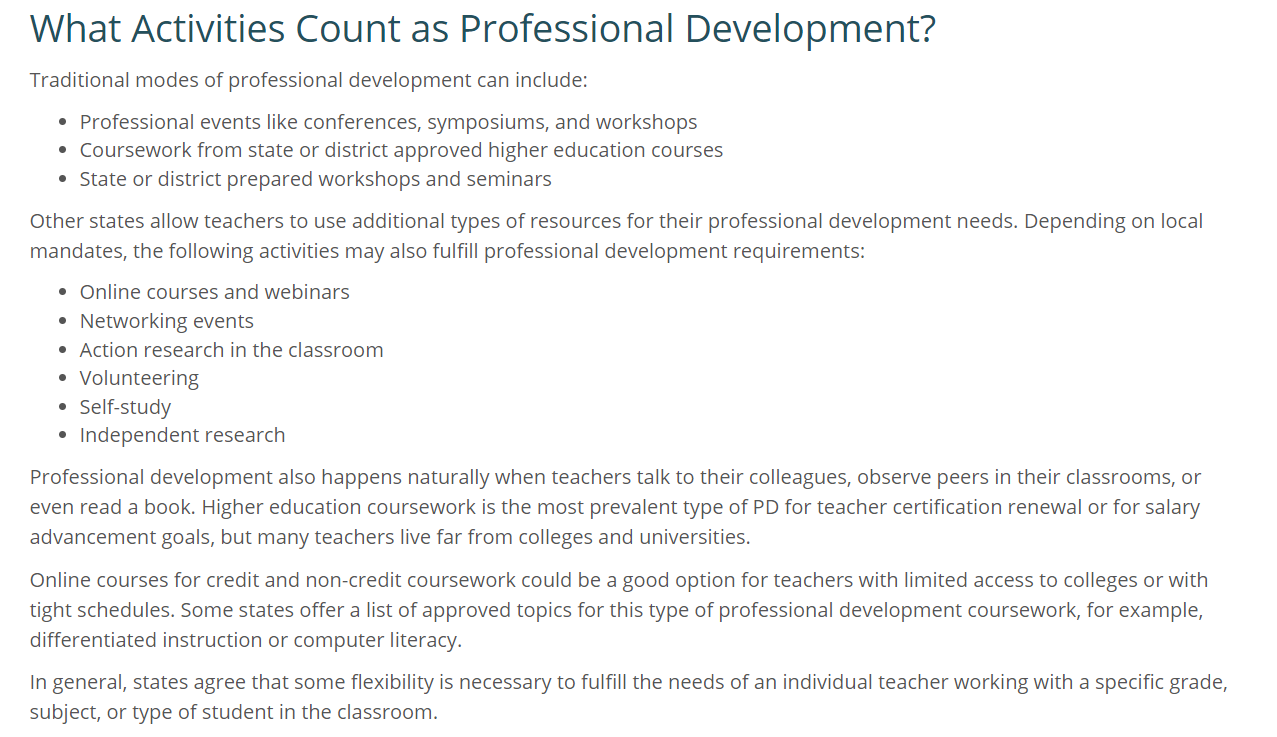 What Activities Count as Professional Development?
Traditional modes of professional development can include:
• Professional events like conferences, symposiums, and workshops
• Coursework from state or district approved higher education courses
• State or district prepared workshops and seminars
Other states allow teachers to use additional types of resources for their professional development needs. Depending on local
mandates, the following activities may also fulfill professional development requirements:
• Online courses and webinars
• Networking events
• Action research in the classroom
• Volunteering
• Self-study
• Independent research
Professional development also happens naturally when teachers talk to their colleagues, observe peers in their classrooms, or
even read a book. Higher education coursework is the most prevalent type of PD for teacher certification renewal or for salary
advancement goals, but many teachers live far from colleges and universities.
Online courses for credit and non-credit coursework could be a good option for teachers with limited access to colleges or with
tight schedules. Some states offer a list of approved topics for this type of professional development coursework, for example,
differentiated instruction or computer literacy.
In general, states agree that some flexibility is necessary to fulfill the needs of an individual teacher working with a specific grade,
subject, or type of student in the classroom.